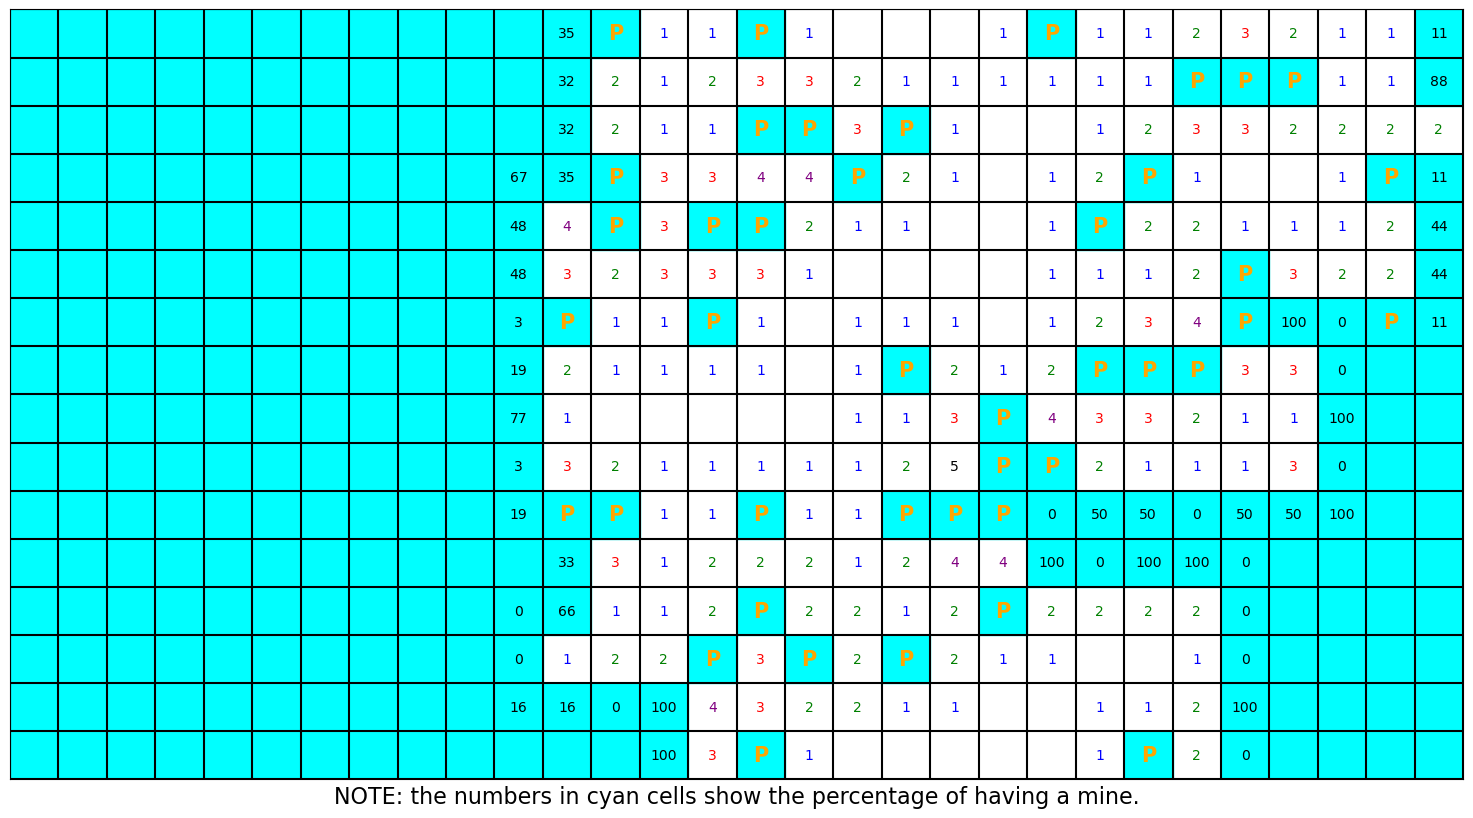 35 P 1 1 P 1 1 P 1 1 2 3 2 1 1 11
32 2 1 2 3 3 2 1 1 1 1 1 1 P P P 1 1 88
32 2 1 1 P P 3 P 1 1 2 3 3 2 2 2 2
67 35 P 3 3 4 4 P 2 1 1 2 P 1 1 P 11
48 4 P 3 P P 2 1 1 1 P 2 2 1 1 1 2 44
48 3 2 3 3 3 1 1 1 1 2 P 3 2 2 44
3 P 1 1 P 1 1 1 1 1 2 3 4 P 100 0 P 11
19 2 1 1 1 1 1 P 2 1 2 P P P 3 3 0
77 1 1 1 3 P 4 3 3 2 1 1 100
3 3 2 1 1 1 1 1 2 5 P P 2 1 1 1 3 0
19 P P 1 1 P 1 1 P P P 0 50 50 0 50 50 100
33 3 1 2 2 2 1 2 4 4 100 0 100 100 0
0 66 1 1 2 P 2 2 1 2 P 2 2 2 2 0
0 1 2 2 P 3 P 2 P 2 1 1 1 0
16 16 0 100 4 3 2 2 1 1 1 1 2 100
100 3 P 1 1 P 2 0
NOTE: the numbers in cyan cells show the percentage of having a mine.